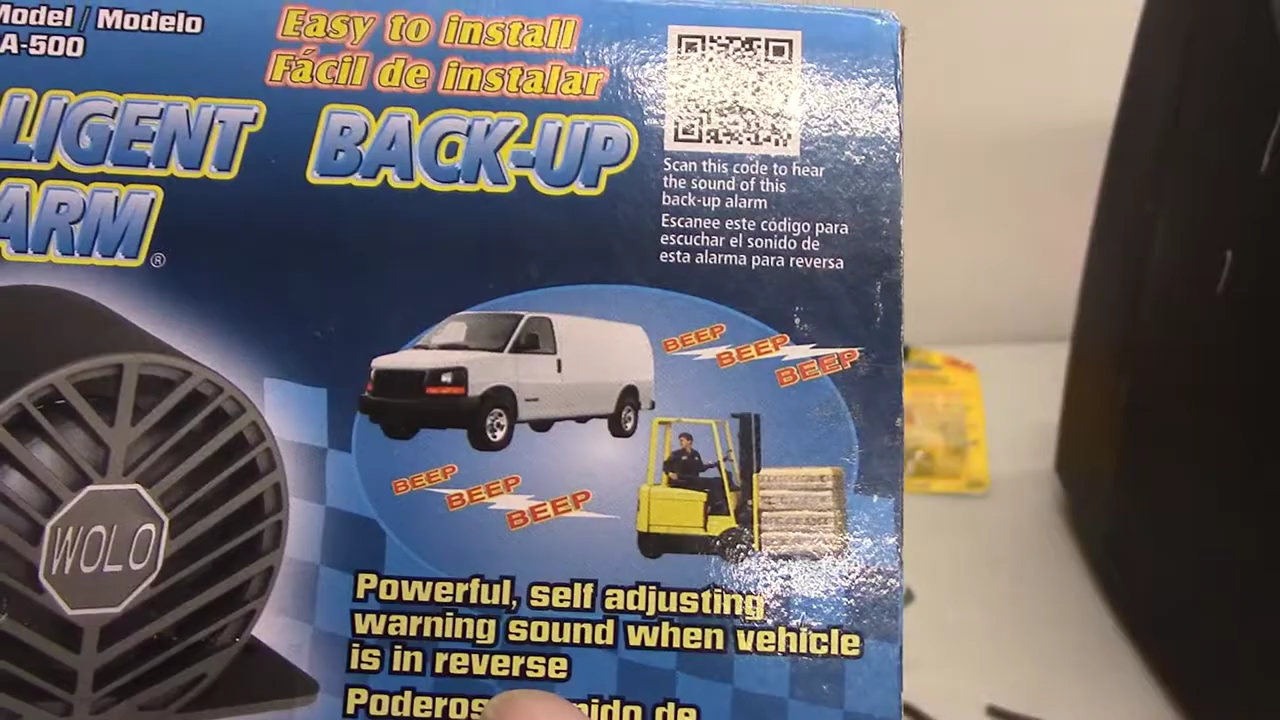 Model / Modelo
A-500
Easy to install
Fácil de instalar
LIGENT BACK-UP
ARM®
Scan this code to hear
the sound of this
back-up alarm
Escanee este código para
escuchar el sonido de
esta alarma para reversa
BEEP
BEEP
BEEP
BEEP
BEEP
BEEP
WOLO
Powerful, self adjusting
warning sound when vehicle
is in reverse
de